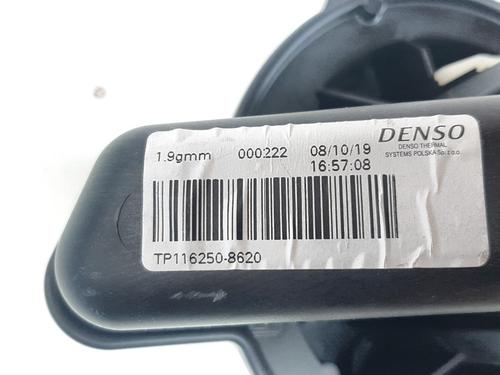 1.9gmm 000222 08/10/19 DENSO
16:57:08 DENSO THERMAL
SYSTEMS POLSKA Sp. z o.o.
TP116250-8620